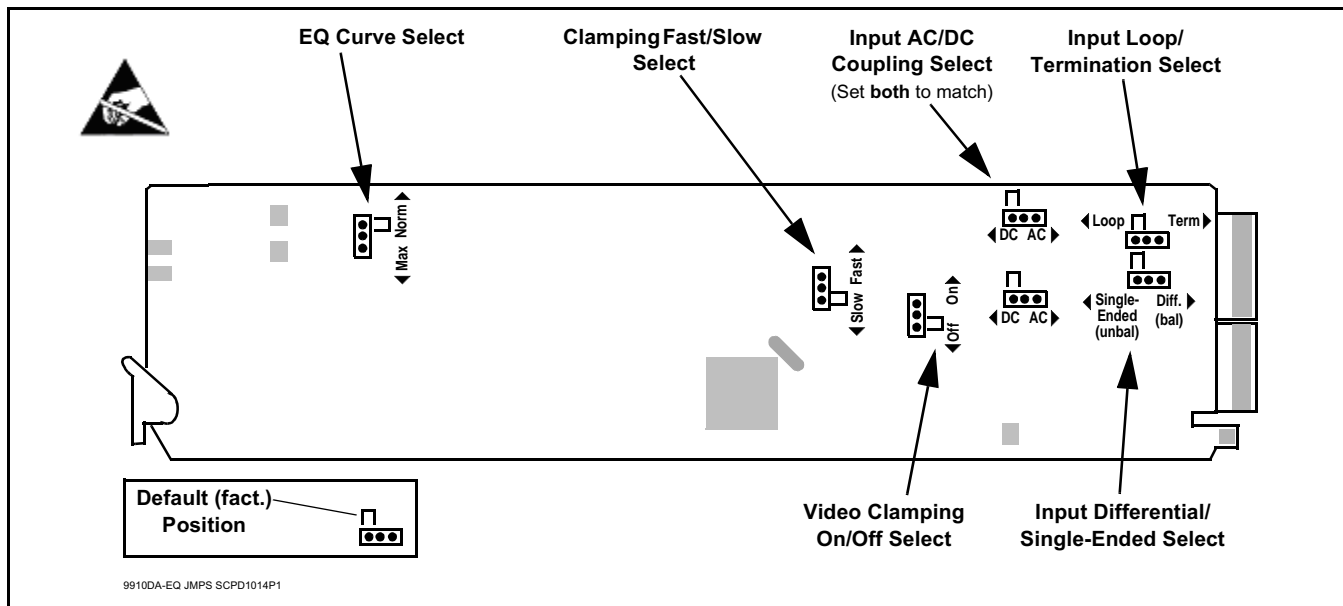 EQ Curve Select
Clamping Fast/Slow
Select
Input AC/DC
Coupling Select
(Set both to match)
Input Loop/
Termination Select
Max Norm
Slow Fast
Off On
DC AC
DC AC
Loop Term
Single-
Ended
(unbal)
Diff.
(bal)
Default (fact.)
Position
Video Clamping
On/Off Select
Input Differential/
Single-Ended Select
9910DA-EQ JMPS SCPD1014P1